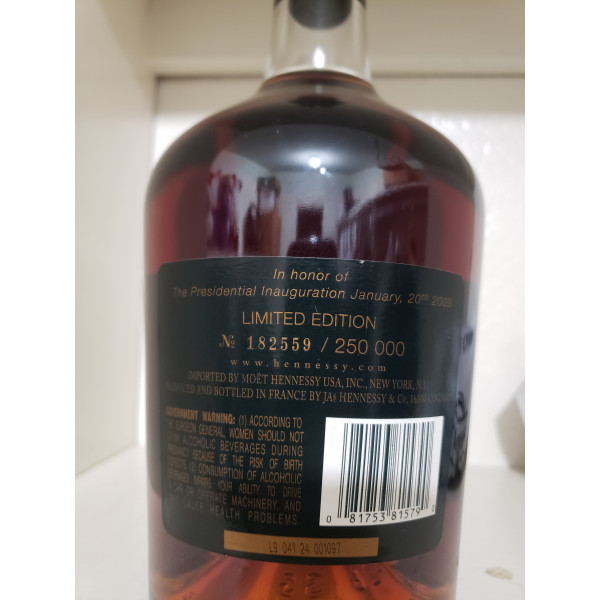 In honor of
The Presidential Inauguration January, 20th 2009
LIMITED EDITION
№ 182559 / 250 000
www.hennessy.com
IMPORTED BY MOËT HENNESSY USA, INC., NEW YORK, N.Y.
PRODUCED AND BOTTLED IN FRANCE BY JAs HENNESSY & Co,
GOVERNMENT WARNING: (1) ACCORDING TO
THE SURGEON GENERAL, WOMEN SHOULD NOT
DRINK ALCOHOLIC BEVERAGES DURING
PREGNANCY BECAUSE OF THE RISK OF BIRTH
DEFECTS. (2) CONSUMPTION OF ALCOHOLIC
BEVERAGES IMPAIRS YOUR ABILITY TO DRIVE
A CAR OR OPERATE MACHINERY, AND
MAY CAUSE HEALTH PROBLEMS.
0 81753 81579 0
L9 041 24 001097